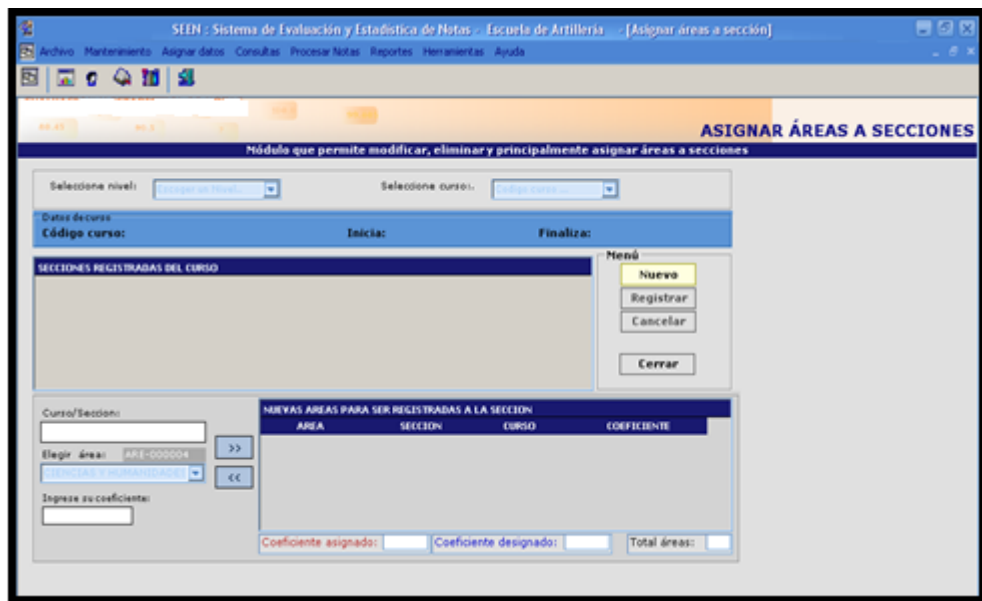 SEEN : Sistema de Evaluación y Estadística de Notas - Escuela de Artillería - [Asignar áreas a sección]
Archivo Mantenimiento Asignar datos Consultas Procesar Notas Reportes Herramientas Ayuda
ASIGNAR ÁREAS A SECCIONES
Módulo que permite modificar, eliminar y principalmente asignar áreas a secciones
Seleccione nivel: Escoger un Nivel.. Seleccione curso:. Codigo curso ...
Datos de curso
Código curso: Inicia: Finaliza:
SECCIONES REGISTRADAS DEL CURSO
Menú
Nuevo
Registrar
Cancelar
Cerrar
Curso/Seccion:
Elegir área: ARE-000004
CIENCIAS Y HUMANIDADES
Ingrese su coeficiente:
>>
<<
NUEVAS AREAS PARA SER REGISTRADAS A LA SECCION
AREA SECCION CURSO COEFICIENTE
Coeficiente asignado: Coeficiente designado: Total áreas: